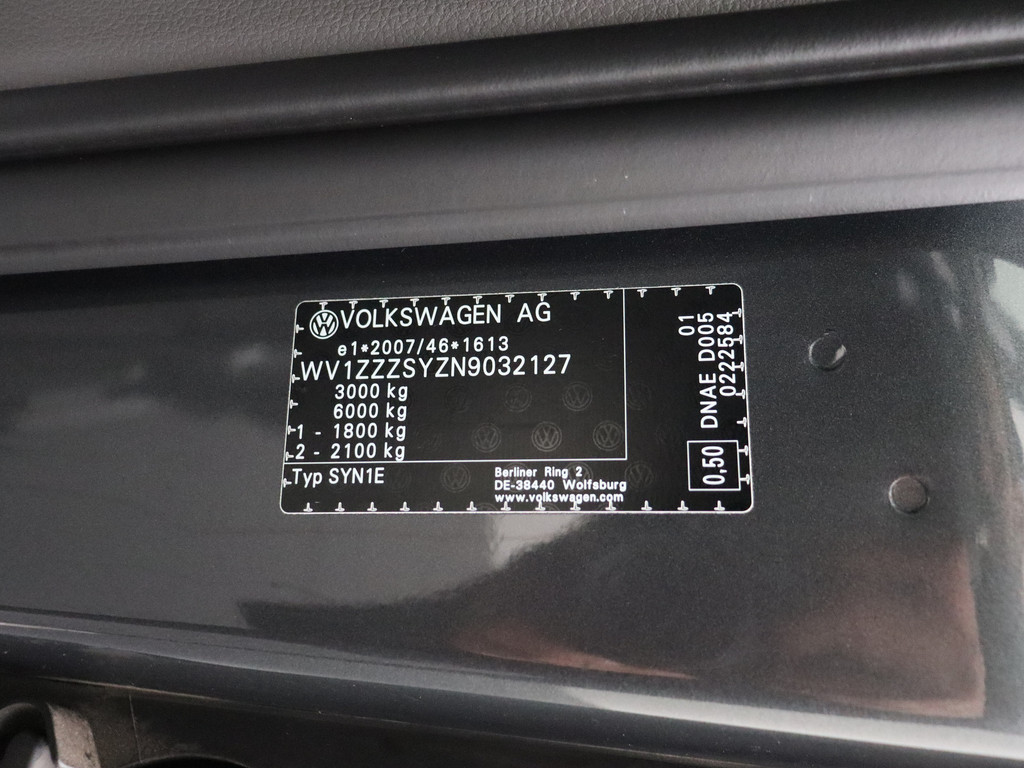 VOLKSWAGEN AG
e1*2007/46*1613
WV1ZZZSYZN9032127
3000 kg
6000 kg
1 - 1800 kg
2 - 2100 kg
Typ SYN1E
Berliner Ring 2
DE-38440 Wolfsburg
www.volkswagen.com
01
DNAE D005
0222584
0,50